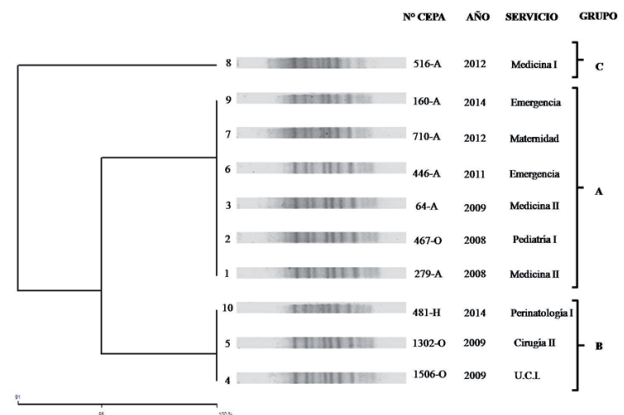 Nº CEPA AÑO SERVICIO GRUPO
8 516-A 2012 Medicina I C
9 160-A 2014 Emergencia
7 710-A 2012 Maternidad
6 446-A 2011 Emergencia
A
3 64-A 2009 Medicina II
2 467-O 2008 Pediatría I
1 279-A 2008 Medicina II
10 481-H 2014 Perinatología I
5 1302-O 2009 Cirugía II B
4 1506-O 2009 U.C.I.
100 %